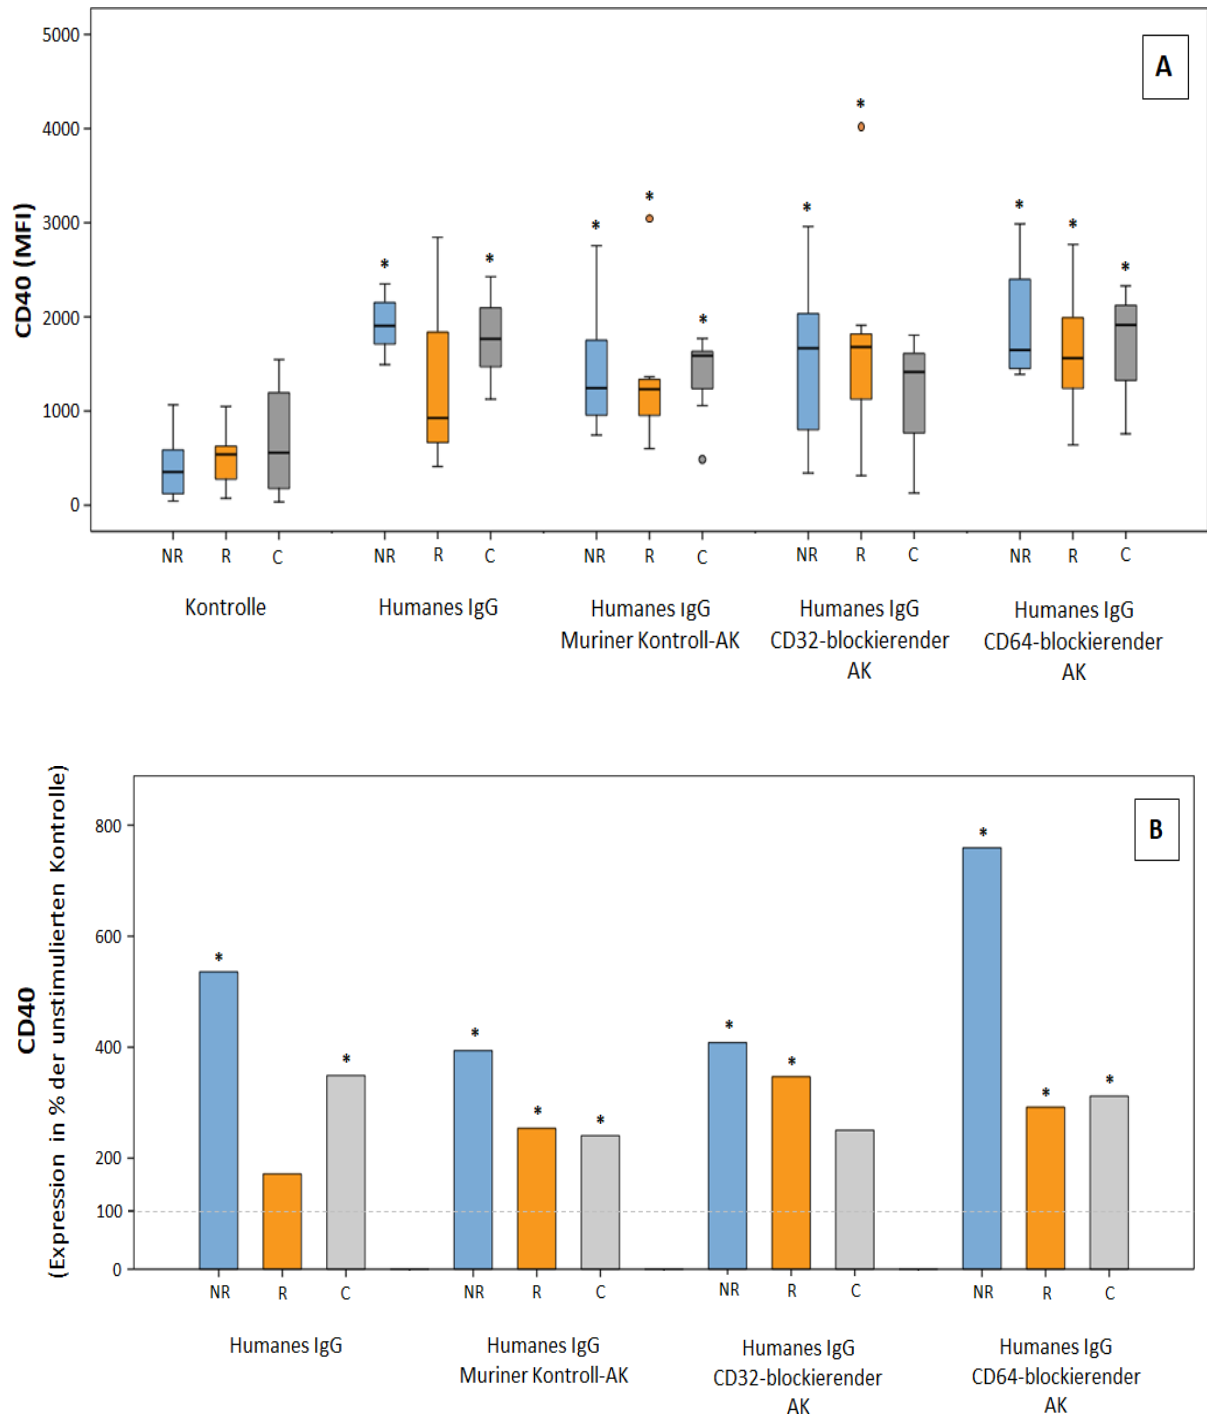 A
CD40 (MFI)
5000
4000
3000
2000
1000
0
* * * * * * * * * *
NR R C NR R C NR R C NR R C NR R C
Kontrolle
Humanes IgG
Humanes IgG
Muriner Kontroll-AK
Humanes IgG
CD32-blockierender
AK
Humanes IgG
CD64-blockierender
AK
B
CD40
(Expression in % der unstimulierten Kontrolle)
800
600
400
200
100
0
* * * * * * * * * *
NR R C NR R C NR R C NR R C
Humanes IgG
Humanes IgG
Muriner Kontroll-AK
Humanes IgG
CD32-blockierender
AK
Humanes IgG
CD64-blockierender
AK